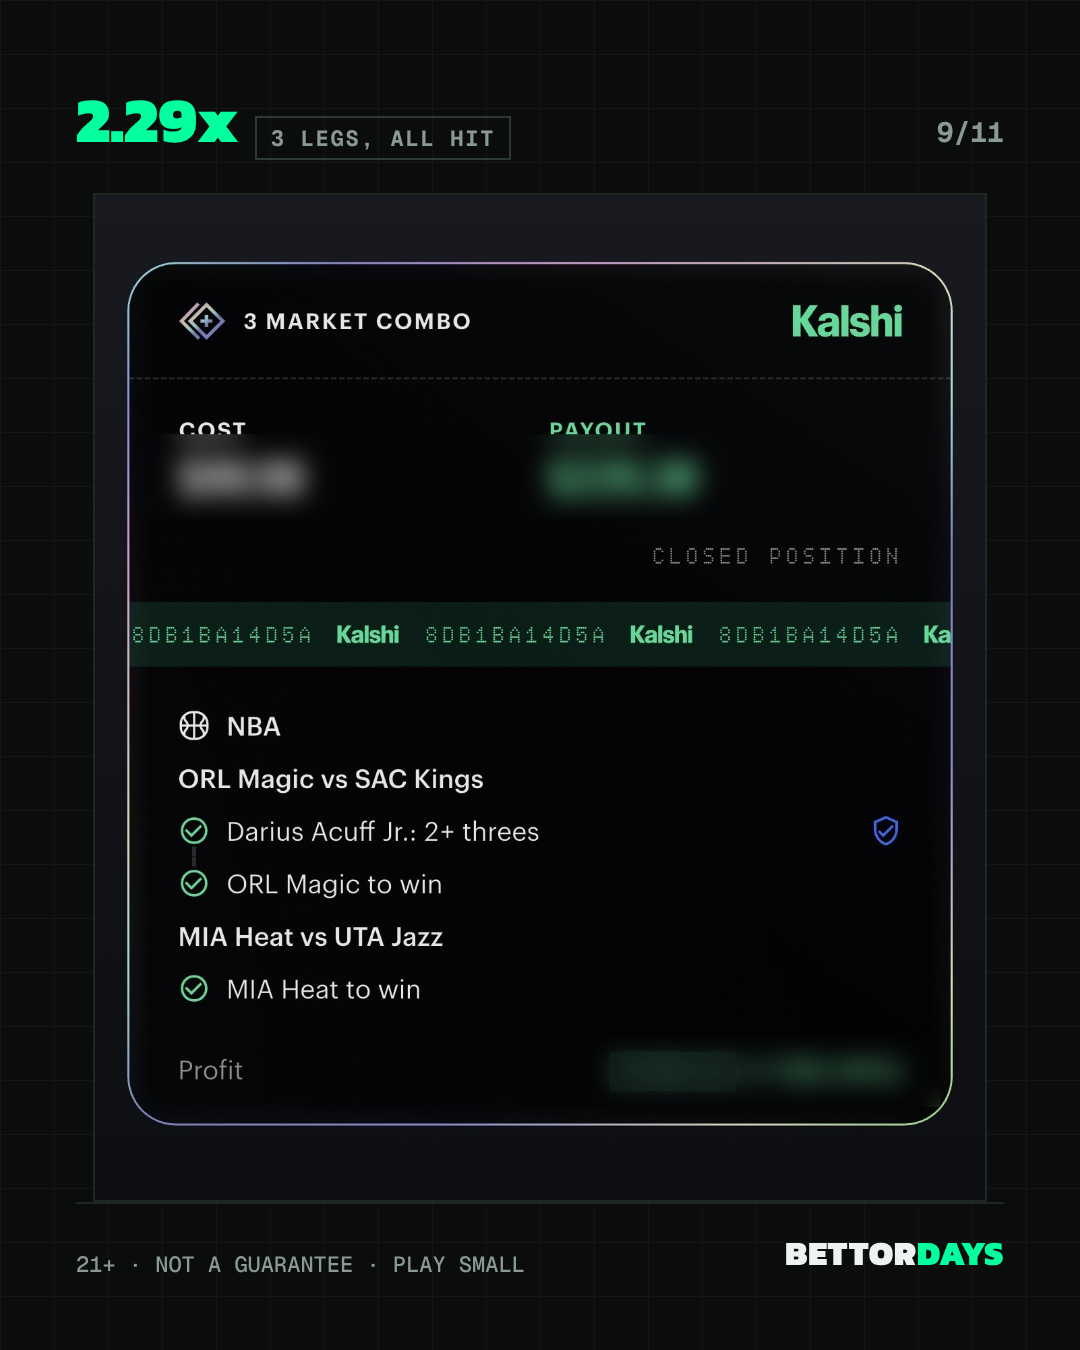 2.29x
3 LEGS, ALL HIT
9/11
3 MARKET COMBO
Kalshi
COST
PAYOUT
CLOSED POSITION
8DB1BA14D5A Kalshi 8DB1BA14D5A Kalshi 8DB1BA14D5A Ka
NBA
ORL Magic vs SAC Kings
Darius Acuff Jr.: 2+ threes
ORL Magic to win
MIA Heat vs UTA Jazz
MIA Heat to win
Profit
21+ · NOT A GUARANTEE · PLAY SMALL
BETTORDAYS